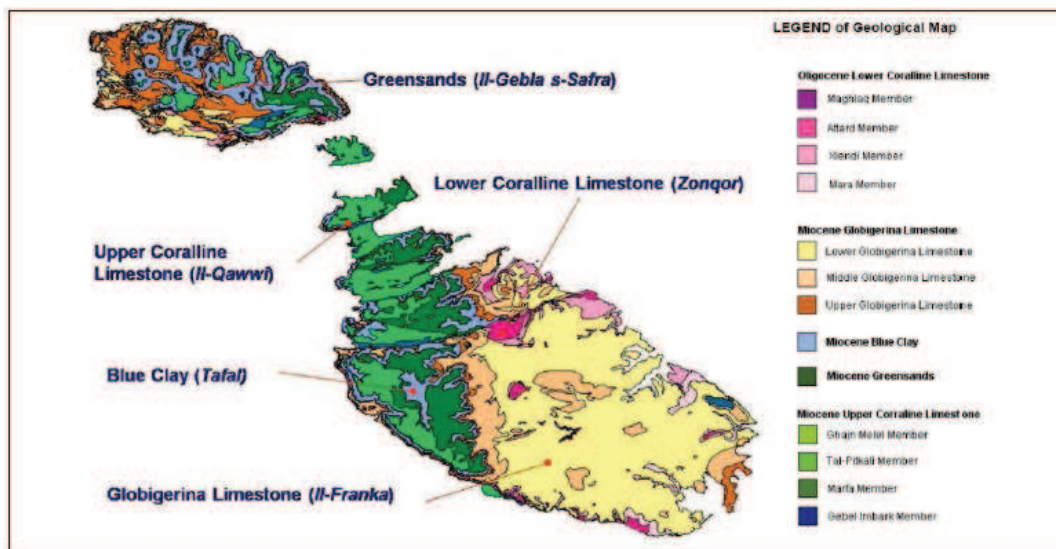 LEGEND of Geological Map
Greensands (Il-Gebla s-Safra)
Lower Coralline Limestone (Zonqor)
Upper Coralline
Limestone (Il-Qawwi)
Blue Clay (Tafal)
Globigerina Limestone (Il-Franka)
Oligocene Lower Coralline Limestone
Maghlaq Member
Attard Member
Xlendi Member
Mara Member
Miocene Globigerina Limestone
Lower Globigerina Limestone
Middle Globigerina Limestone
Upper Globigerina Limestone
Miocene Blue Clay
Miocene Greensands
Miocene Upper Corraline Limestone
Ghajn Melel Member
Tal-Pitkali Member
Marfa Member
Gebel Imbark Member